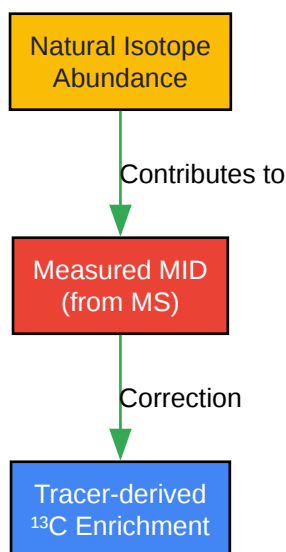 Natural Isotope
Abundance
Contributes to
Measured MID
(from MS)
Correction
Tracer-derived
¹³C Enrichment